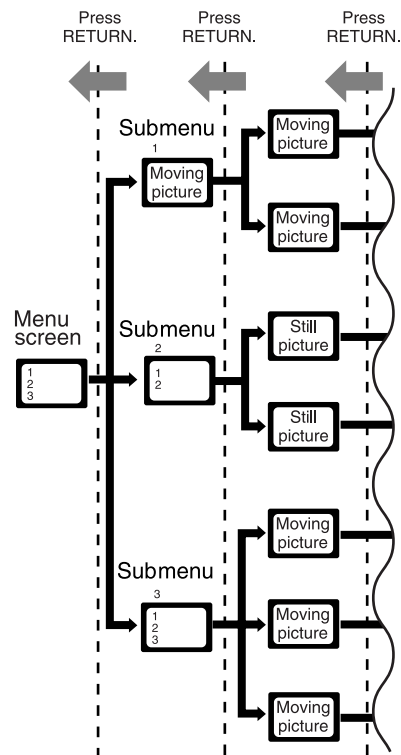 Press
RETURN.
Press
RETURN.
Press
RETURN.
Submenu
1
Moving
picture
Moving
picture
Moving
picture
Menu
screen
1
2
3
Submenu
2
1
2
Still
picture
Still
picture
Submenu
3
1
2
3
Moving
picture
Moving
picture
Moving
picture